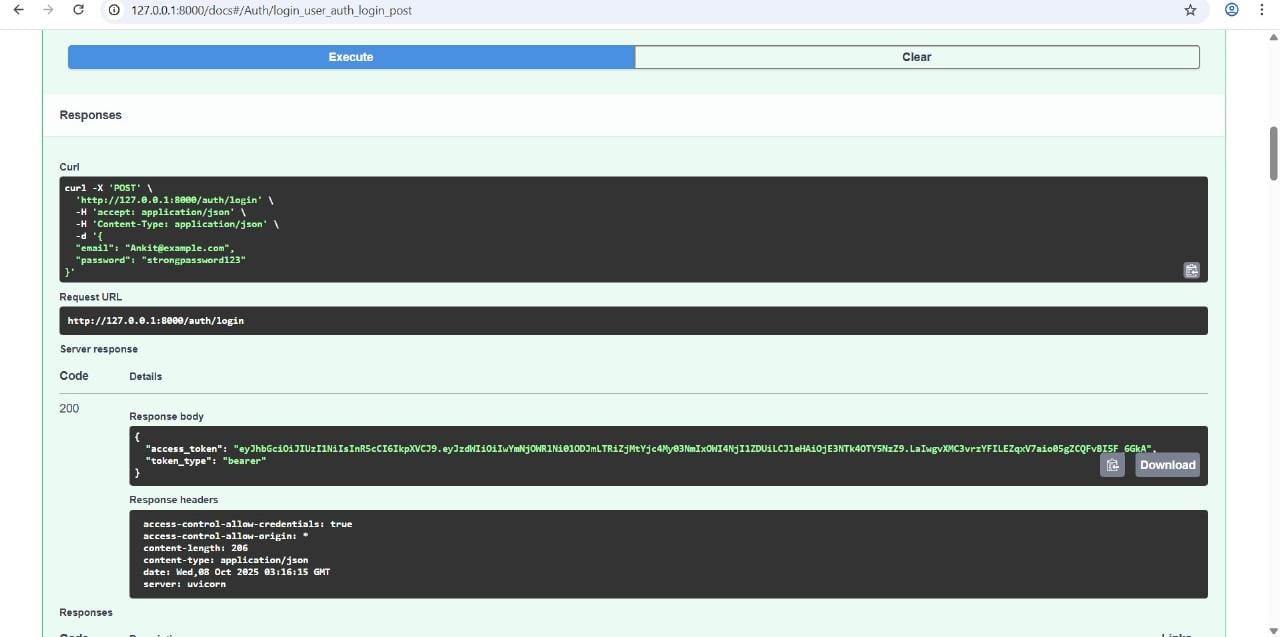 127.0.0.1:8000/docs#/Auth/login_user_auth_login_post
Execute
Clear
Responses
Curl
curl -X 'POST' \
'http://127.0.0.1:8000/auth/login' \
-H 'accept: application/json' \
-H 'Content-Type: application/json' \
-d '{
"email": "Ankit@example.com",
"password": "strongpassword123"
}'
Request URL
http://127.0.0.1:8000/auth/login
Server response
Code Details
200
Response body
{
"access_token":
"token_type": "bearer"
}
Download
Response headers
access-control-allow-credentials: true
access-control-allow-origin: *
content-length: 206
content-type: application/json
date: Wed,08 Oct 2025 03:16:15 GMT
server: uvicorn
Responses